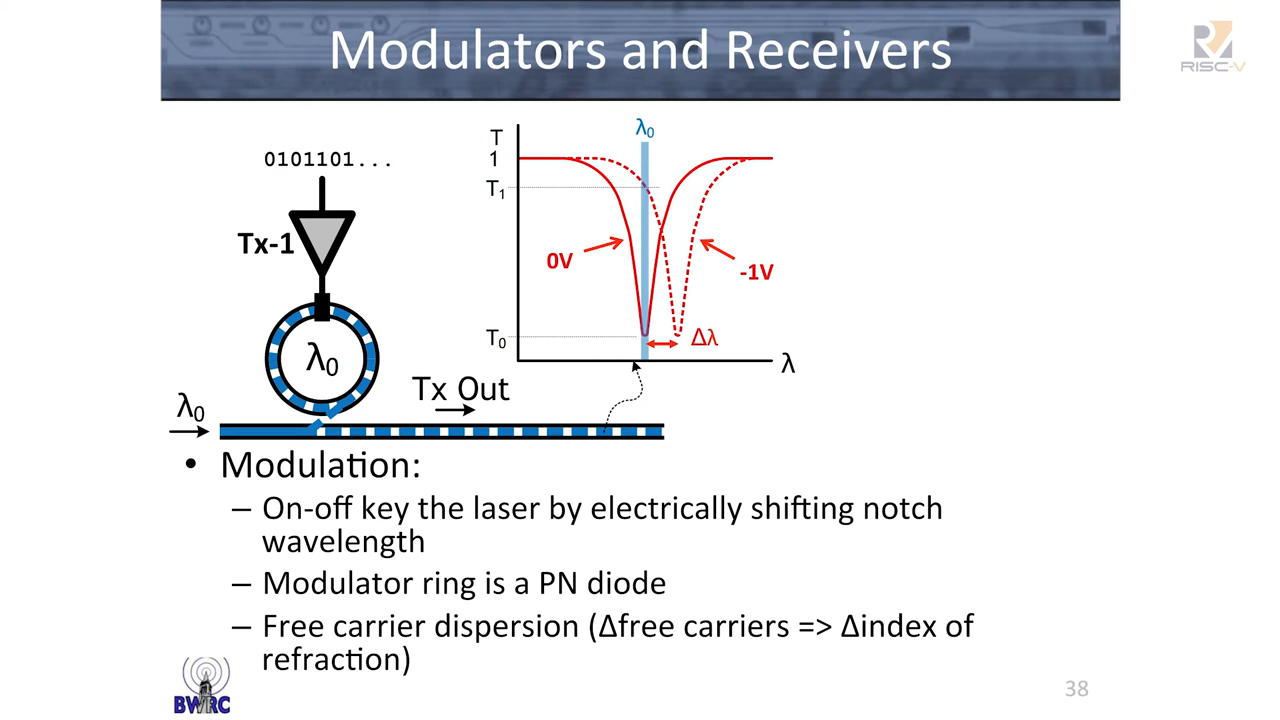 Modulators and Receivers
RISC-V
0101101...
Tx-1
λ₀
λ₀
Tx Out
T
1
T₁
T₀
λ₀
0V
-1V
Δλ
λ
• Modulation:
– On-off key the laser by electrically shifting notch
wavelength
– Modulator ring is a PN diode
– Free carrier dispersion (Δfree carriers => Δindex of
refraction)
BWRC
38